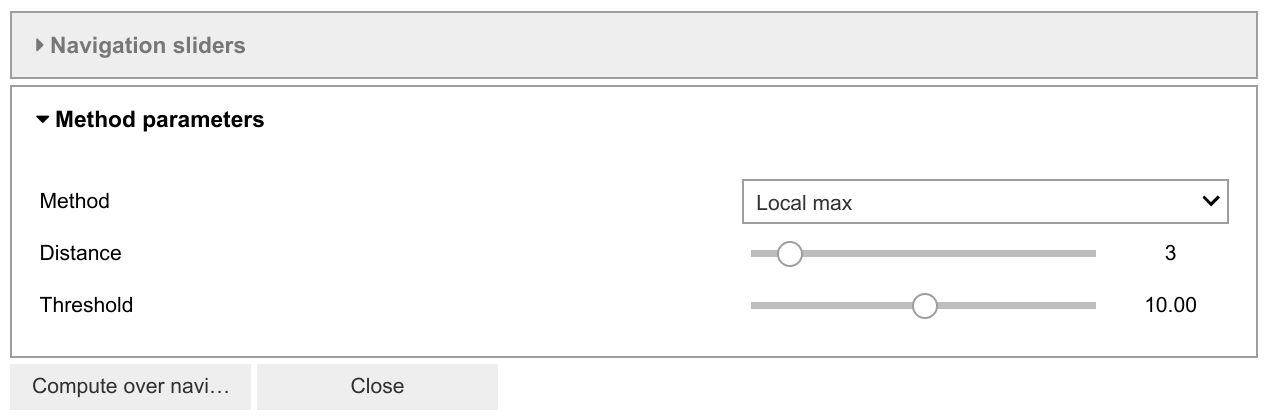 Navigation sliders
Method parameters
Method
Local max
Distance
3
Threshold
10.00
Compute over navi…
Close